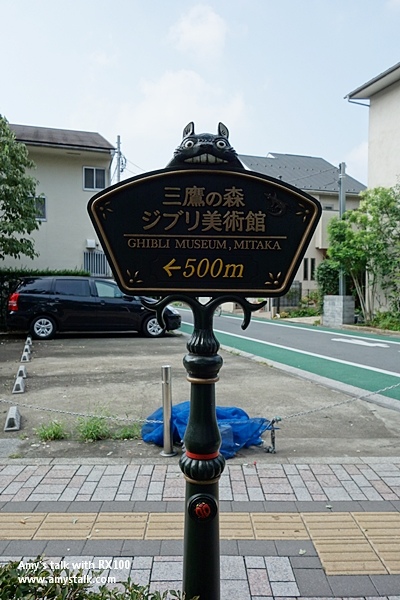 三鷹の森
ジブリ美術館
GHIBLI MUSEUM, MITAKA
←500m
Amy's talk with RX100
www.amystalk.com